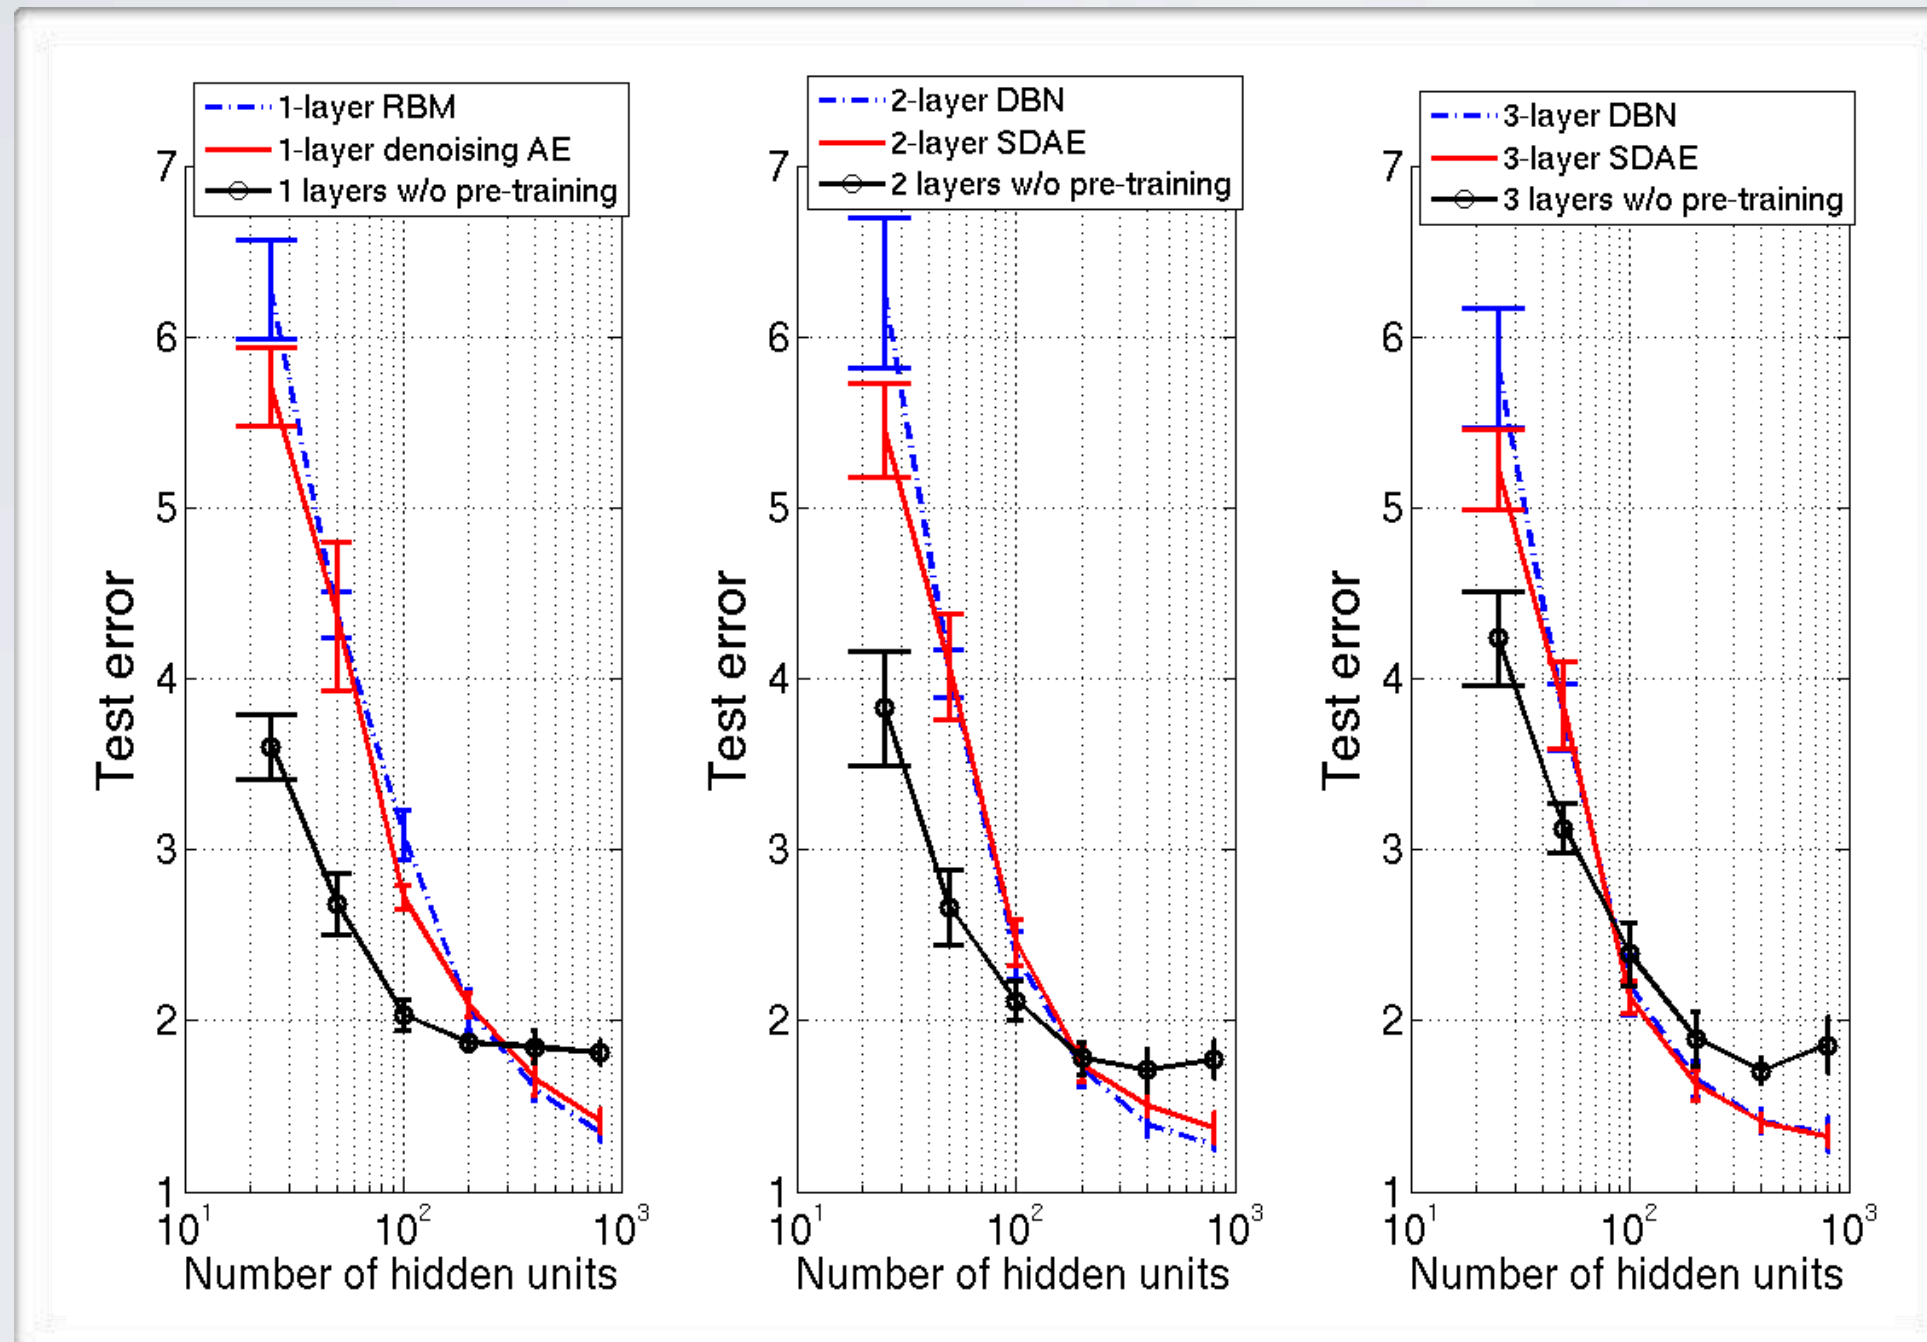 1-layer RBM
1-layer denoising AE
1 layers w/o pre-training
7
6
5
4
3
2
1
Test error
10¹ 10² 10³
Number of hidden units
2-layer DBN
2-layer SDAE
2 layers w/o pre-training
7
6
5
4
3
2
1
Test error
10¹ 10² 10³
Number of hidden units
3-layer DBN
3-layer SDAE
3 layers w/o pre-training
7
6
5
4
3
2
1
Test error
10¹ 10² 10³
Number of hidden units